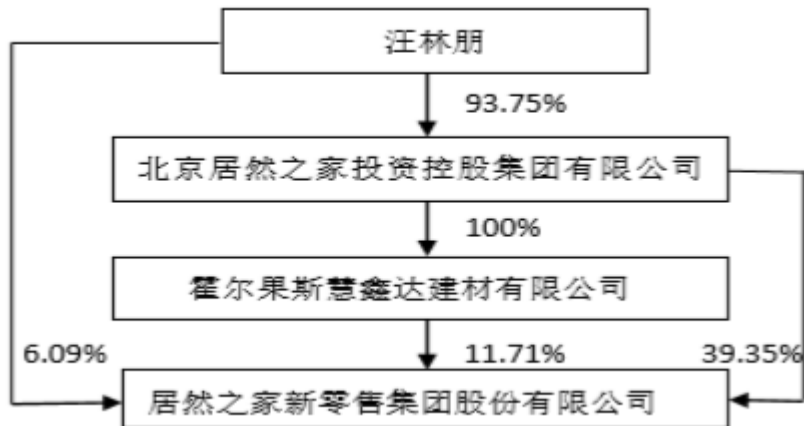 汪林朋
93.75%
北京居然之家投资控股集团有限公司
100%
霍尔果斯慧鑫达建材有限公司
6.09%
11.71%
39.35%
居然之家新零售集团股份有限公司